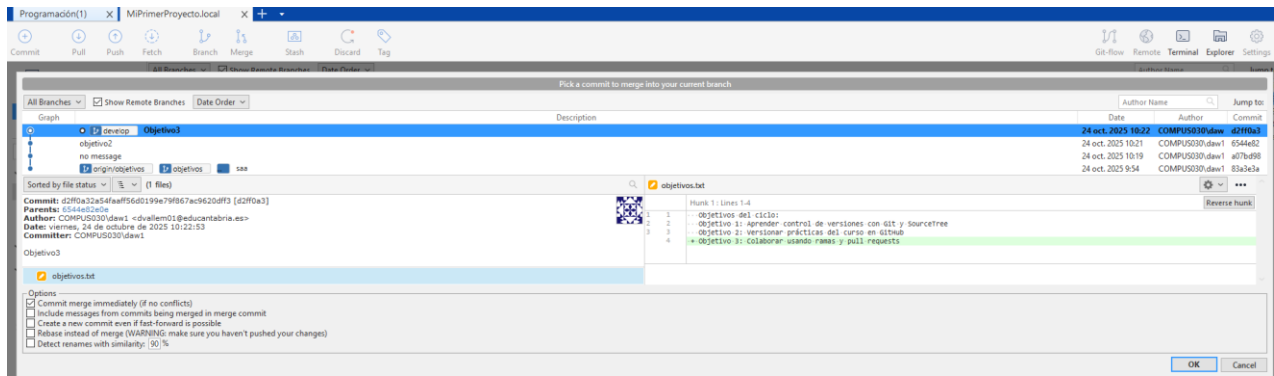 Programación(1) X MiPrimerProyecto.local X +
Commit Pull Push Fetch Branch Merge Stash Discard Tag Git-flow Remote Terminal Explorer Settings
All Branches Show Remote Branches Date Order Author Name Jump
Pick a commit to merge into your current branch
All Branches Show Remote Branches Date Order Author Name Jump to:
Graph Description Date Author Commit
develop Objetivo3 24 oct. 2025 10:22 COMPUS030\daw d2ff0a3
objetivo2 24 oct. 2025 10:21 COMPUS030\daw1 6544e82
no message 24 oct. 2025 10:19 COMPUS030\daw1 a07bd98
origin/objetivos objetivos saa 24 oct. 2025 9:54 COMPUS030\daw1 83a3e3a
Sorted by file status (1 files)
Commit: d2ff0a32a54faaff56d0199e79f867ac9620dff3 [d2ff0a3]
Parents: 6544e82e0e
Author: COMPUS030\daw1 <dvallem01@educantabria.es>
Date: viernes, 24 de octubre de 2025 10:22:53
Committer: COMPUS030\daw1
Objetivo3
objetivos.txt
objetivos.txt
Hunk 1 : Lines 1-4 Reverse hunk
1 1 Objetivos del ciclo:
2 2 Objetivo 1: Aprender control de versiones con Git y SourceTree
3 3 Objetivo 2: Versionar prácticas del curso en GitHub
4 + Objetivo 3: Colaborar usando ramas y pull requests
Options
Commit merge immediately (if no conflicts)
Include messages from commits being merged in merge commit
Create a new commit even if fast-forward is possible
Rebase instead of merge (WARNING: make sure you haven't pushed your changes)
Detect renames with similarity: 90 %
OK Cancel